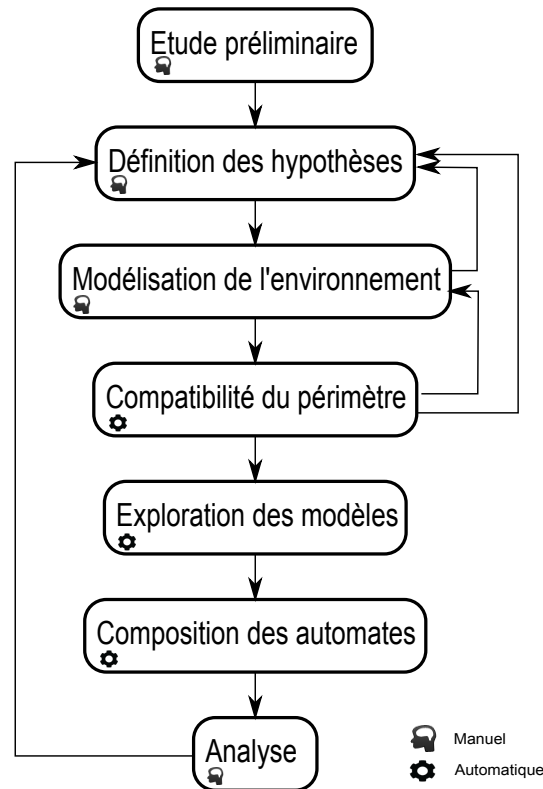 Etude préliminaire
Définition des hypothèses
Modélisation de l'environnement
Compatibilité du périmètre
Exploration des modèles
Composition des automates
Analyse
Manuel
Automatique